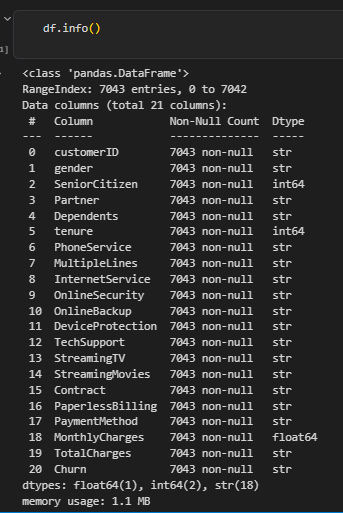 df.info()
1]
<class 'pandas.DataFrame'>
RangeIndex: 7043 entries, 0 to 7042
Data columns (total 21 columns):
 #   Column            Non-Null Count  Dtype
---  ------            --------------  -----
 0   customerID        7043 non-null   str
 1   gender            7043 non-null   str
 2   SeniorCitizen     7043 non-null   int64
 3   Partner           7043 non-null   str
 4   Dependents        7043 non-null   str
 5   tenure            7043 non-null   int64
 6   PhoneService      7043 non-null   str
 7   MultipleLines     7043 non-null   str
 8   InternetService   7043 non-null   str
 9   OnlineSecurity    7043 non-null   str
 10  OnlineBackup      7043 non-null   str
 11  DeviceProtection  7043 non-null   str
 12  TechSupport       7043 non-null   str
 13  StreamingTV       7043 non-null   str
 14  StreamingMovies   7043 non-null   str
 15  Contract          7043 non-null   str
 16  PaperlessBilling  7043 non-null   str
 17  PaymentMethod     7043 non-null   str
 18  MonthlyCharges    7043 non-null   float64
 19  TotalCharges      7043 non-null   str
 20  Churn             7043 non-null   str
dtypes: float64(1), int64(2), str(18)
memory usage: 1.1 MB